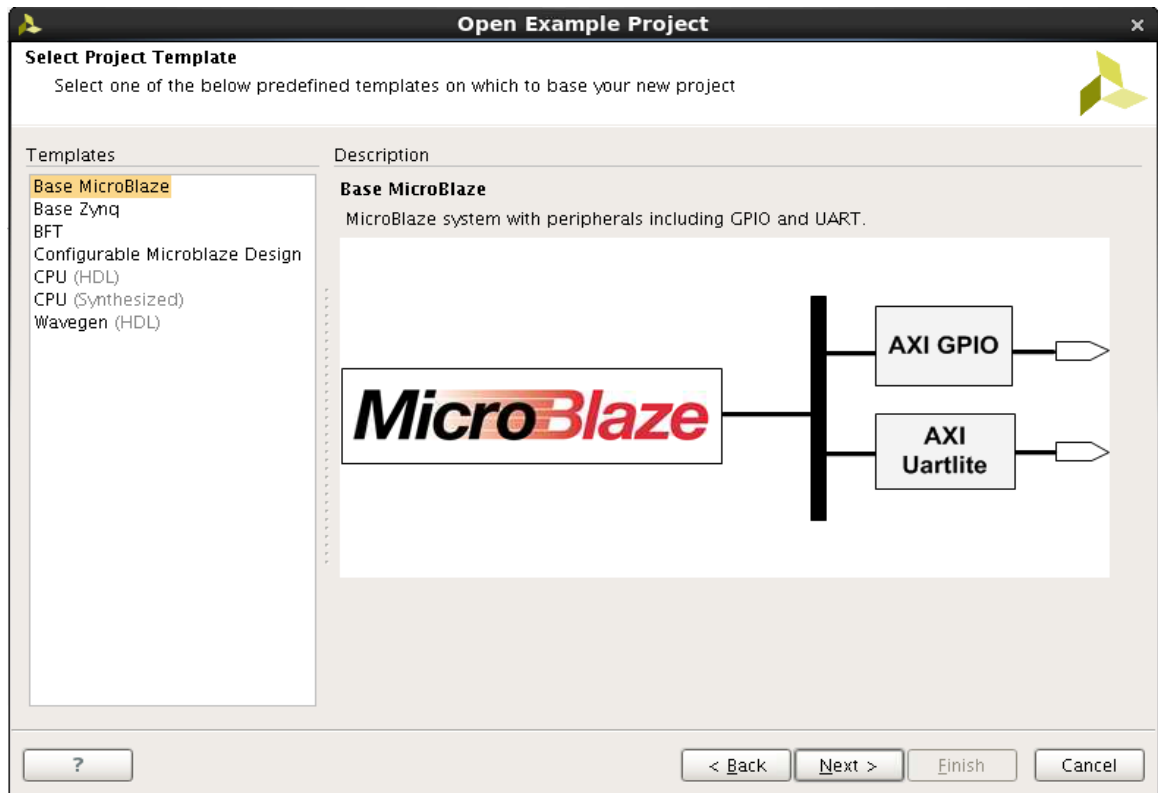 Open Example Project
Select Project Template
Select one of the below predefined templates on which to base your new project
Templates
Base MicroBlaze
Base Zynq
BFT
Configurable Microblaze Design
CPU (HDL)
CPU (Synthesized)
Wavegen (HDL)
Description
Base MicroBlaze
MicroBlaze system with peripherals including GPIO and UART.
MicroBlaze
AXI GPIO
AXI
Uartlite
?
< Back
Next >
Finish
Cancel